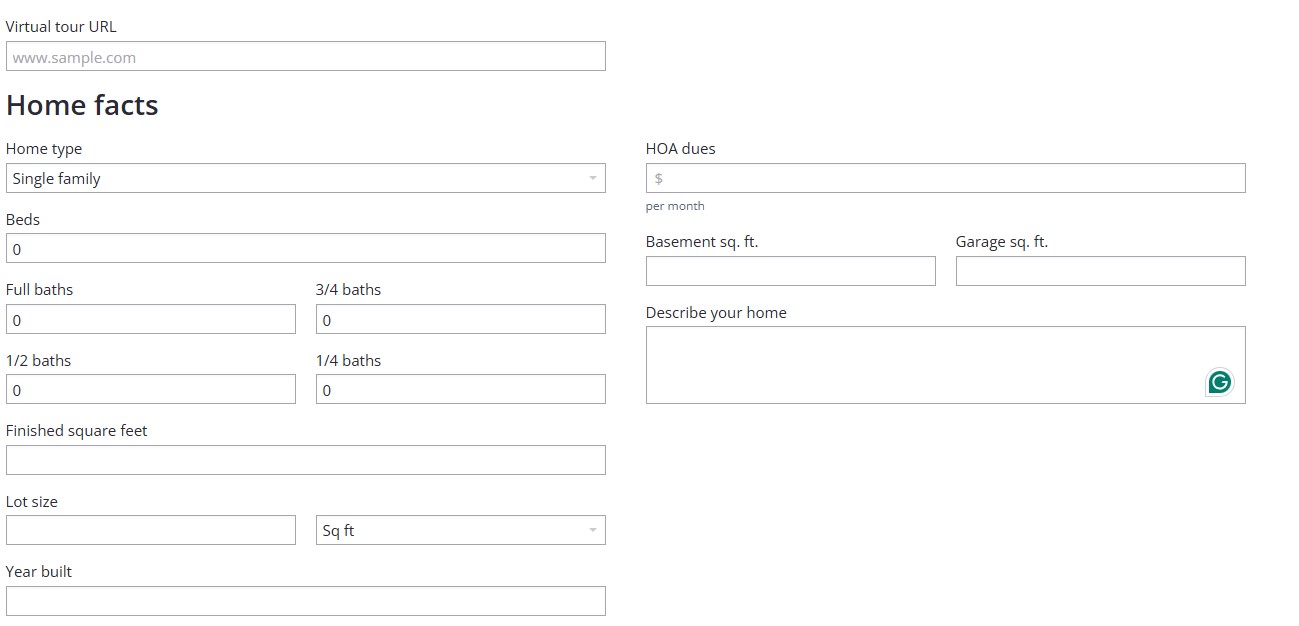 Virtual tour URL
www.sample.com
Home facts
Home type
Single family
Beds
0
Full baths
3/4 baths
0
0
1/2 baths
1/4 baths
0
0
Finished square feet
Lot size
Sq ft
Year built
HOA dues
$
per month
Basement sq. ft.
Garage sq. ft.
Describe your home